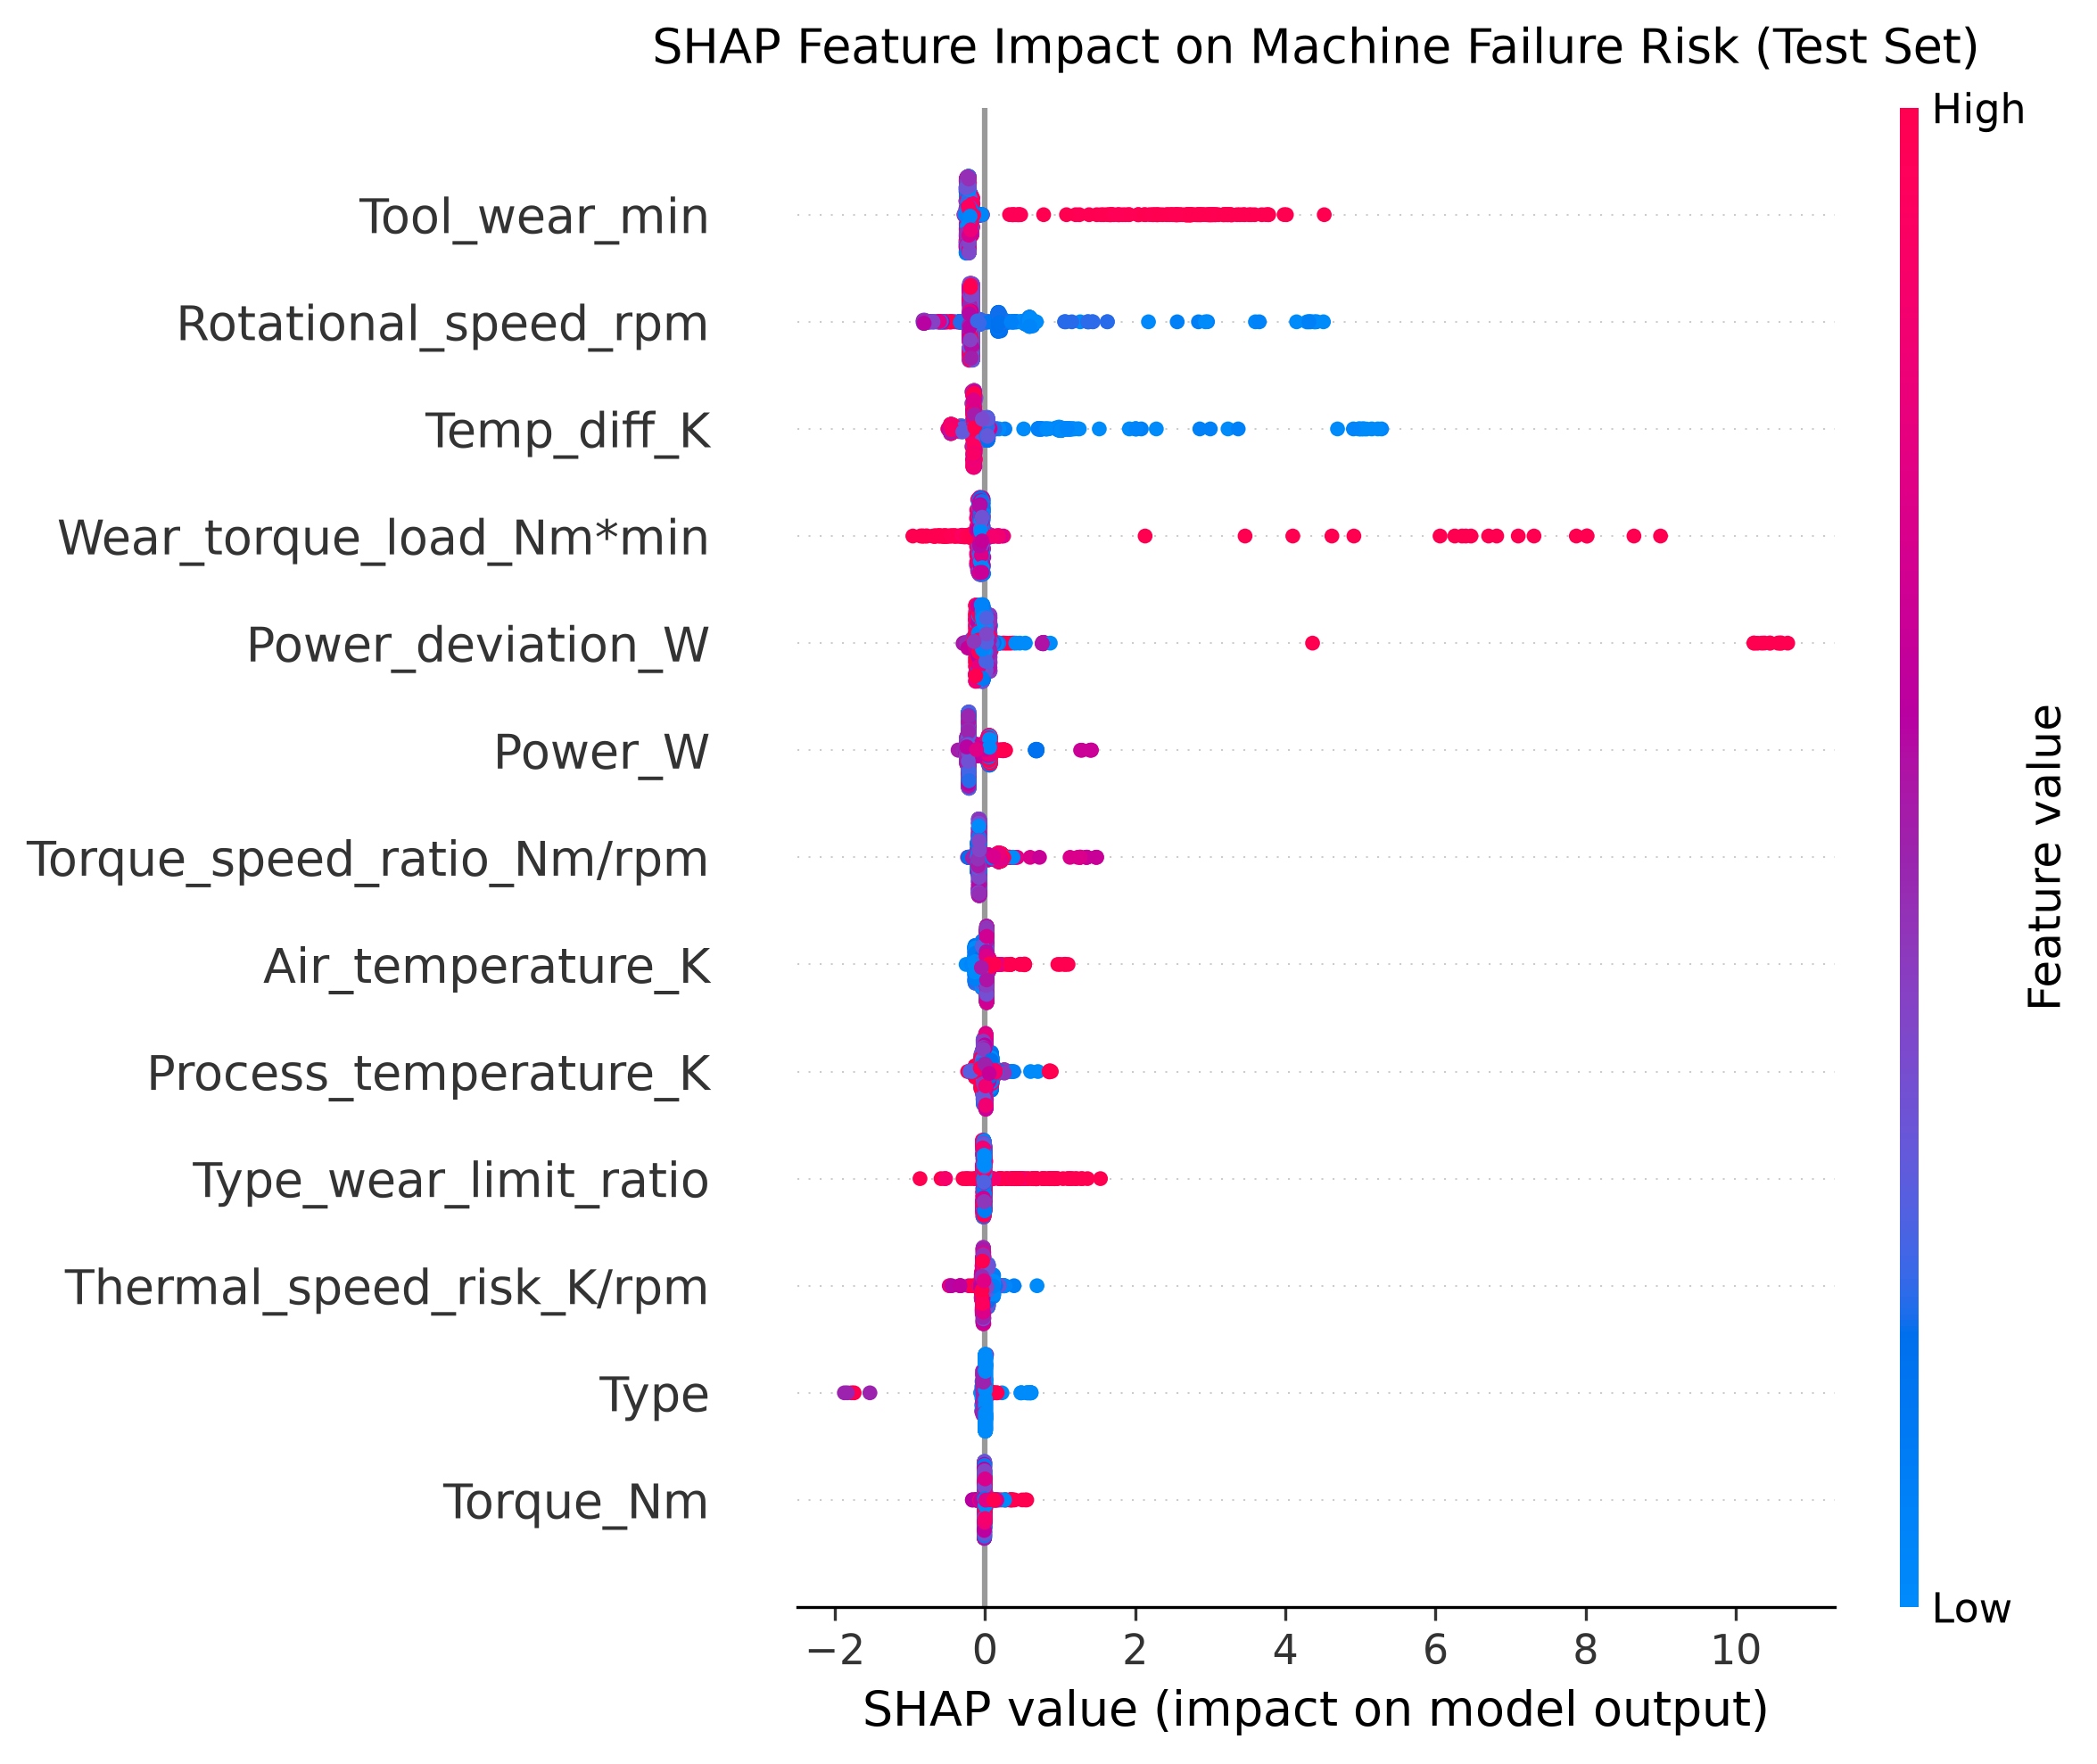 SHAP Feature Impact on Machine Failure Risk (Test Set)
High
Tool_wear_min
Rotational_speed_rpm
Temp_diff_K
Wear_torque_load_Nm*min
Power_deviation_W
Power_W
Torque_speed_ratio_Nm/rpm
Air_temperature_K
Process_temperature_K
Type_wear_limit_ratio
Thermal_speed_risk_K/rpm
Type
Torque_Nm
Feature value
Low
−2 0 2 4 6 8 10
SHAP value (impact on model output)